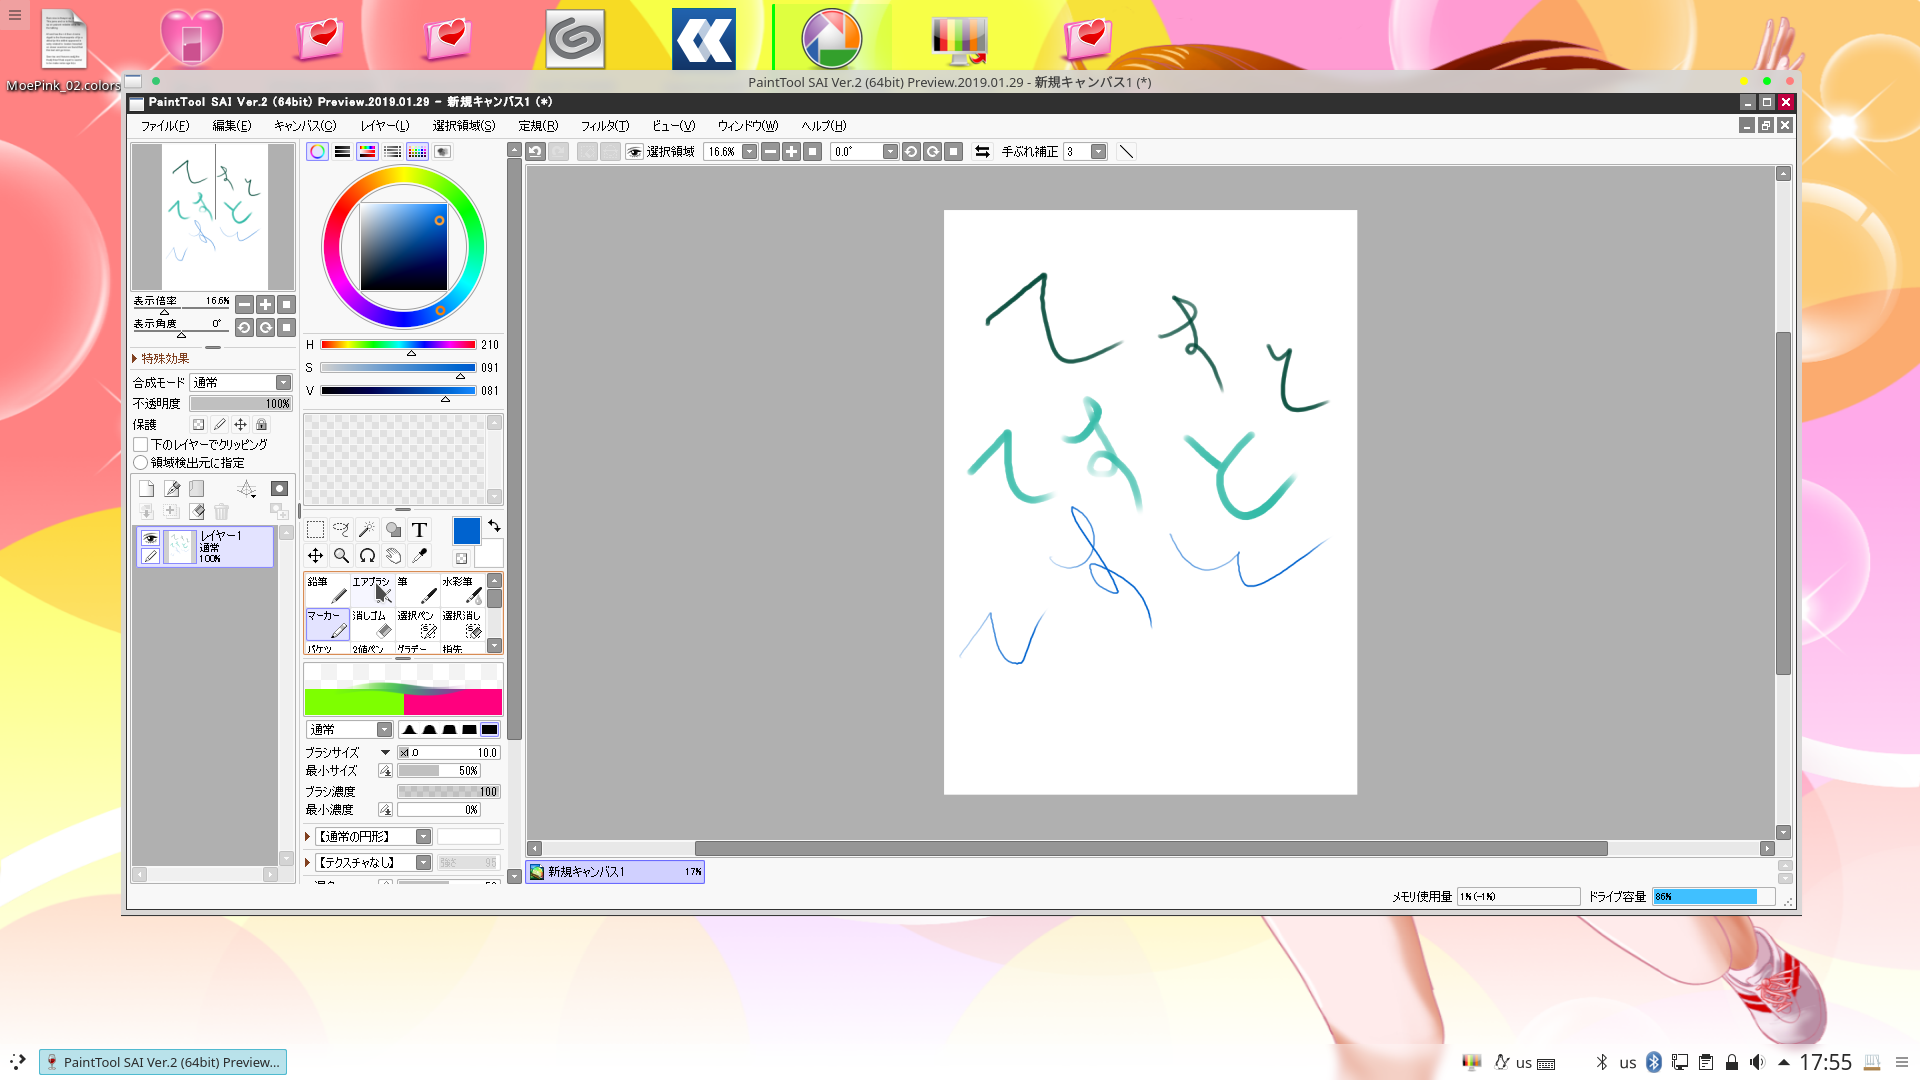 MoePink_02.colors
PaintTool SAI Ver.2 (64bit) Preview.2019.01.29 - 新規キャンバス1 (*)
PaintTool SAI Ver.2 (64bit) Preview.2019.01.29 - 新規キャンバス1 (*)
ファイル(F) 編集(E) キャンバス(C) レイヤー(L) 選択領域(S) 定規(R) フィルタ(T) ビュー(V) ウィンドウ(W) ヘルプ(H)
選択領域 16.6% 0.0° 手ぶれ補正 3
表示倍率 16.6%
表示角度 0°
特殊効果
合成モード 通常
不透明度 100%
保護
下のレイヤーでクリッピング
領域検出元に指定
レイヤー1
通常
100%
H 210
S 091
V 081
T
鉛筆 エアブラシ 筆 水彩筆
マーカー 消しゴム 選択ペン 選択消し
バケツ 2値ペン グラデー 指先
通常
ブラシサイズ x1.0 10.0
最小サイズ 50%
ブラシ濃度 100
最小濃度 0%
【通常の円形】
【テクスチャなし】 強さ 95
てすと
てすと
すと
て
新規キャンバス1 17%
メモリ使用量 1% (-1%) ドライブ容量 86%
PaintTool SAI Ver.2 (64bit) Preview...
us us 17:55